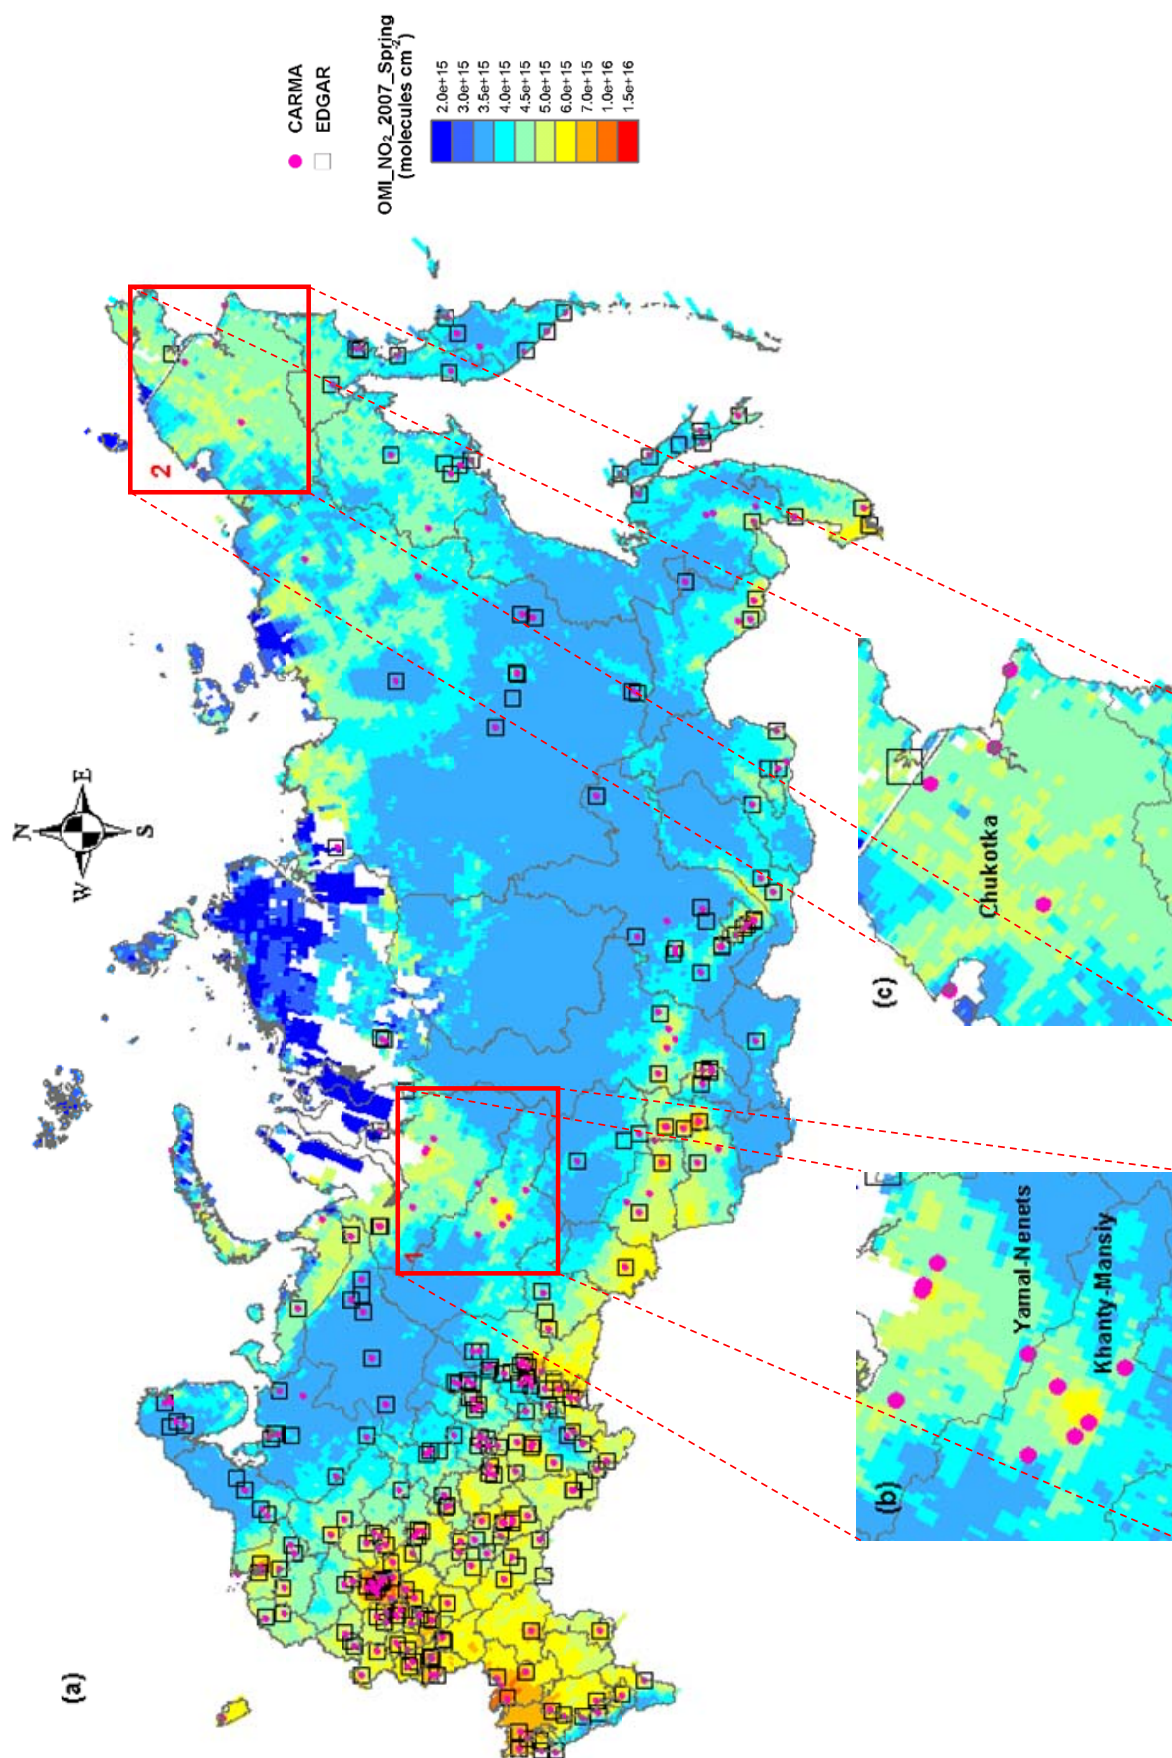 (a)
N
W
E
S
CARMA
EDGAR
OMI_NO2_2007_Spring
(molecules cm-2)
2.0e+15
3.0e+15
3.5e+15
4.0e+15
4.5e+15
5.0e+15
6.0e+15
7.0e+15
1.0e+16
1.5e+16
1
2
(b)
Yamal-Nenets
Khanty-Mansiy
(c)
Chukotka